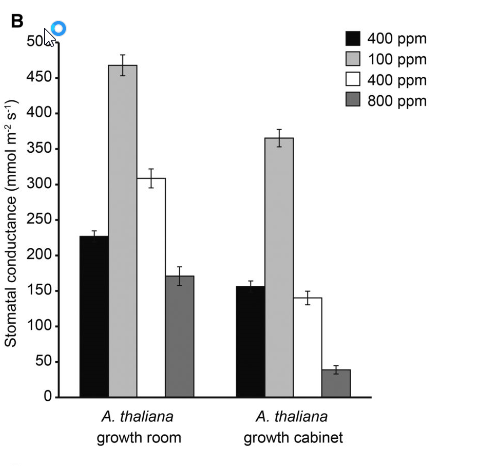 B
400 ppm
100 ppm
400 ppm
800 ppm
Stomatal conductance (mmol m⁻² s⁻¹)
50
450
400
350
300
250
200
150
100
50
0
A. thaliana
growth room
A. thaliana
growth cabinet